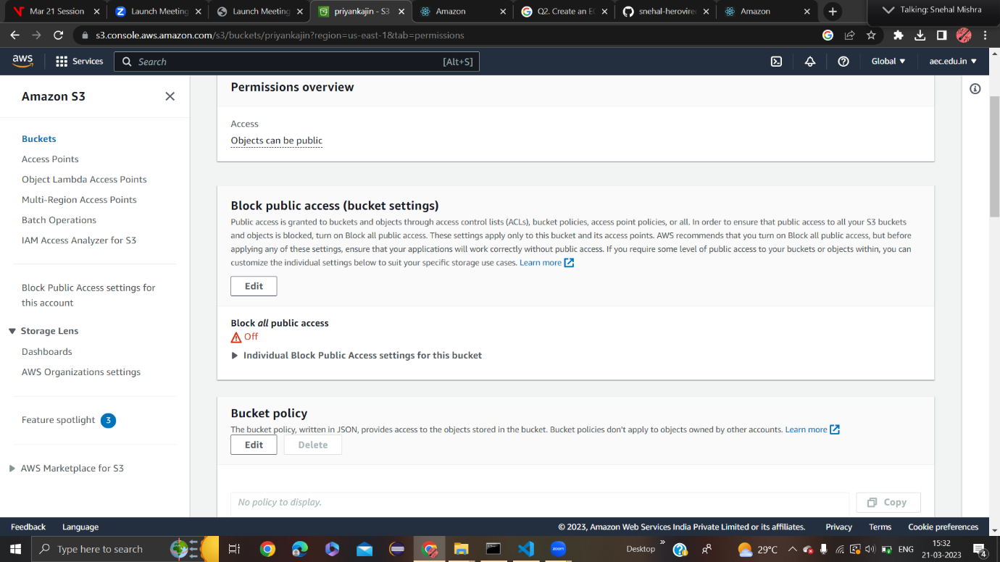 Mar 21 Session
Launch Meeting
Launch Meeting
priyankajin - S3
Amazon
Q2. Create an EC
snehal-herovired
Amazon
Talking: Snehal Mishra
s3.console.aws.amazon.com/s3/buckets/priyankajin?region=us-east-1&tab=permissions
aws
Services
Search
[Alt+S]
Global
aec.edu.in
Amazon S3
Buckets
Access Points
Object Lambda Access Points
Multi-Region Access Points
Batch Operations
IAM Access Analyzer for S3
Block Public Access settings for
this account
Storage Lens
Dashboards
AWS Organizations settings
Feature spotlight 3
AWS Marketplace for S3
Permissions overview
Access
Objects can be public
Block public access (bucket settings)
Public access is granted to buckets and objects through access control lists (ACLs), bucket policies, access point policies, or all. In order to ensure that public access to all your S3 buckets
and objects is blocked, turn on Block all public access. These settings apply only to this bucket and its access points. AWS recommends that you turn on Block all public access, but before
applying any of these settings, ensure that your applications will work correctly without public access. If you require some level of public access to your buckets or objects within, you can
customize the individual settings below to suit your specific storage use cases. Learn more
Edit
Block all public access
Off
Individual Block Public Access settings for this bucket
Bucket policy
The bucket policy, written in JSON, provides access to the objects stored in the bucket. Bucket policies don't apply to objects owned by other accounts. Learn more
Edit
Delete
No policy to display.
Copy
Feedback
Language
© 2023, Amazon Web Services India Private Limited or its affiliates.
Privacy
Terms
Cookie preferences
Type here to search
zoom
Desktop
29°C
ENG
15:32
21-03-2023
4